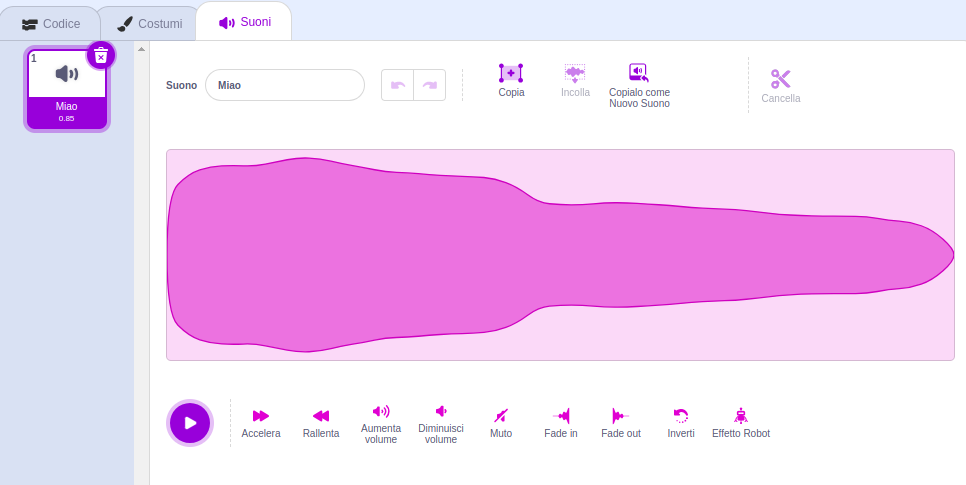 Codice
Costumi
Suoni
1
Miao
0.85
Suono
Miao
Copia
Incolla
Copialo come
Nuovo Suono
Cancella
Accelera
Rallenta
Aumenta
volume
Diminuisci
volume
Muto
Fade in
Fade out
Inverti
Effetto Robot